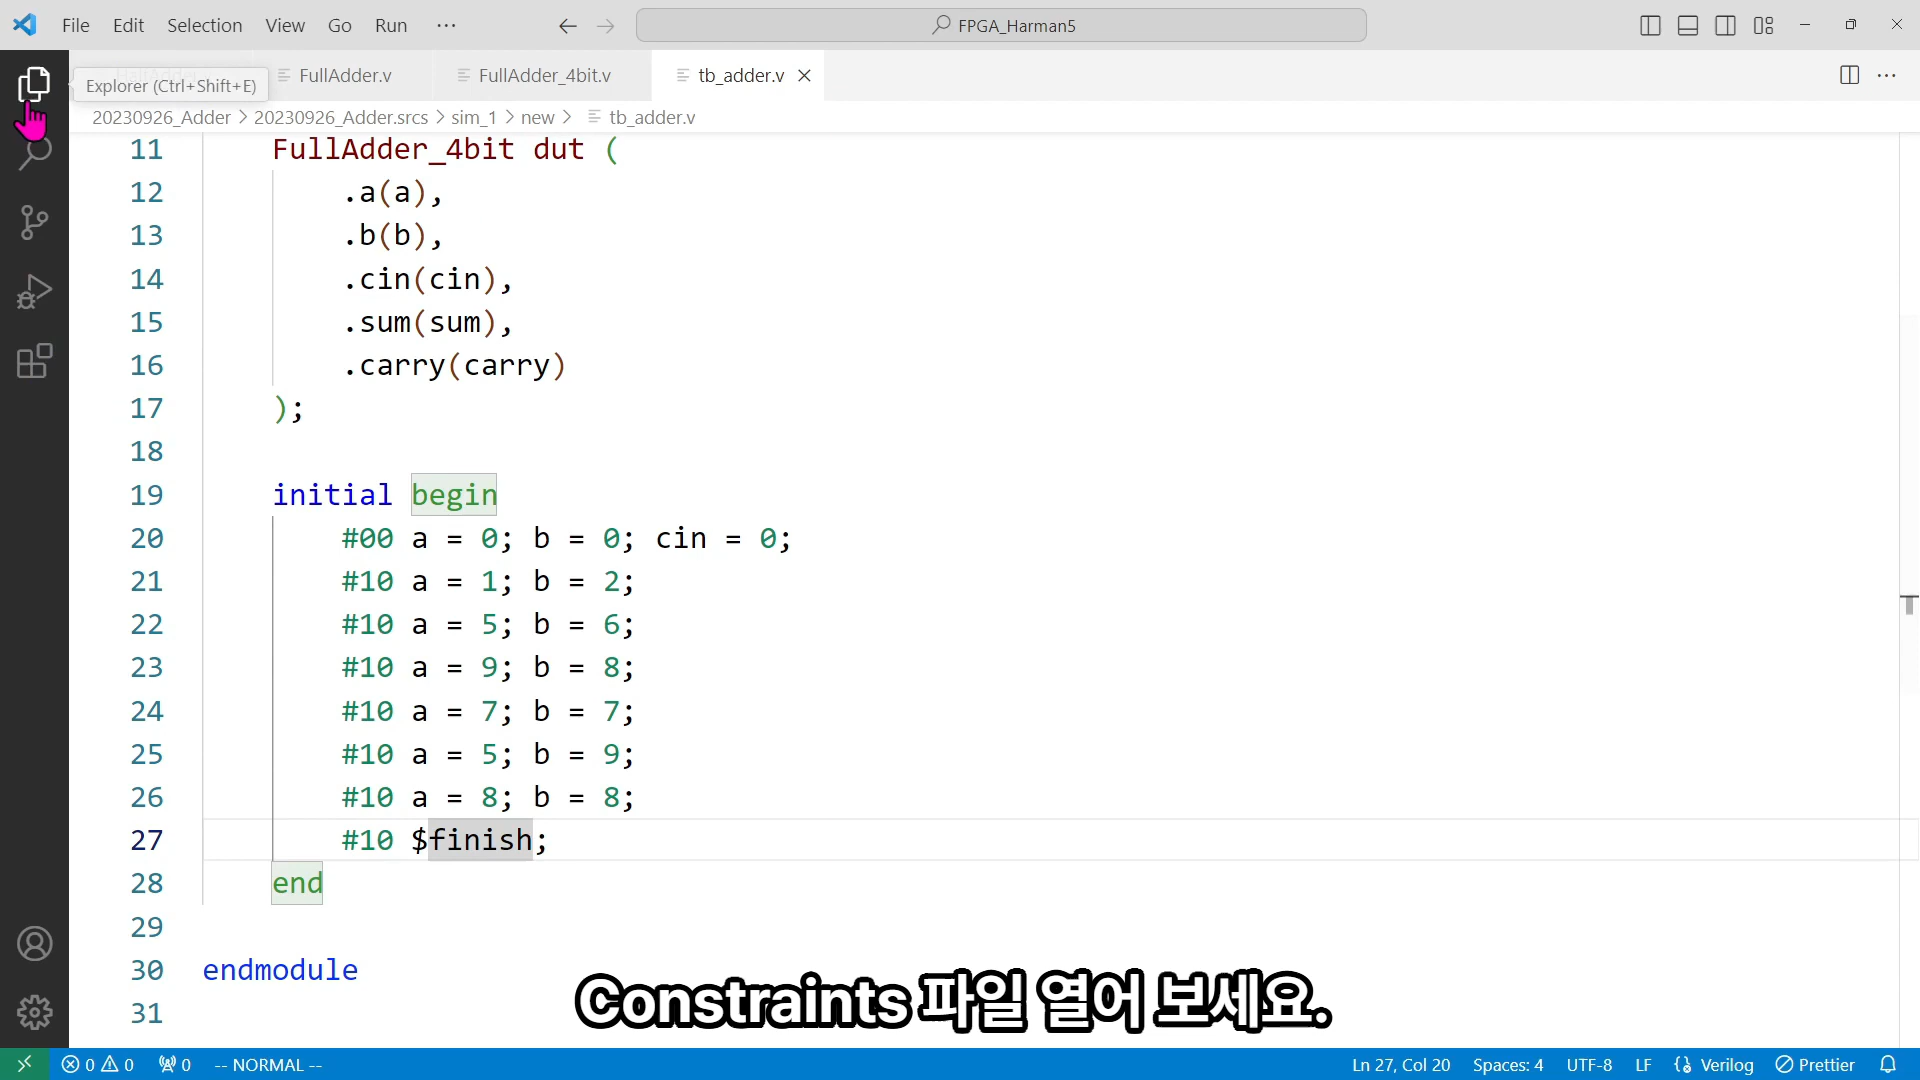 File Edit Selection View Go Run ···
FPGA_Harman5
Explorer (Ctrl+Shift+E)
FullAdder.v
FullAdder_4bit.v
tb_adder.v
20230926_Adder > 20230926_Adder.srcs > sim_1 > new > tb_adder.v
11 FullAdder_4bit dut (
12 .a(a),
13 .b(b),
14 .cin(cin),
15 .sum(sum),
16 .carry(carry)
17 );
18
19 initial begin
20 #00 a = 0; b = 0; cin = 0;
21 #10 a = 1; b = 2;
22 #10 a = 5; b = 6;
23 #10 a = 9; b = 8;
24 #10 a = 7; b = 7;
25 #10 a = 5; b = 9;
26 #10 a = 8; b = 8;
27 #10 $finish;
28 end
29
30 endmodule
31
Constraints 파일 열어 보세요.
0 0 0 -- NORMAL -- Ln 27, Col 20 Spaces: 4 UTF-8 LF Verilog Prettier